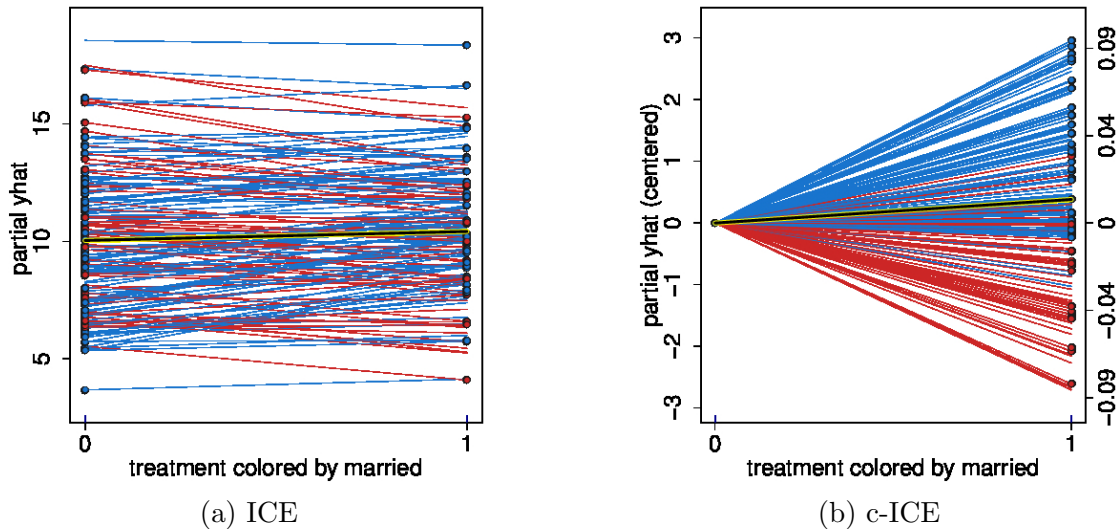 15
10
5
partial yhat
0 1
treatment colored by married
(a) ICE
3
2
1
0
−1
−2
−3
partial yhat (centered)
0.09
0.04
0
-0.04
-0.09
0 1
treatment colored by married
(b) c-ICE